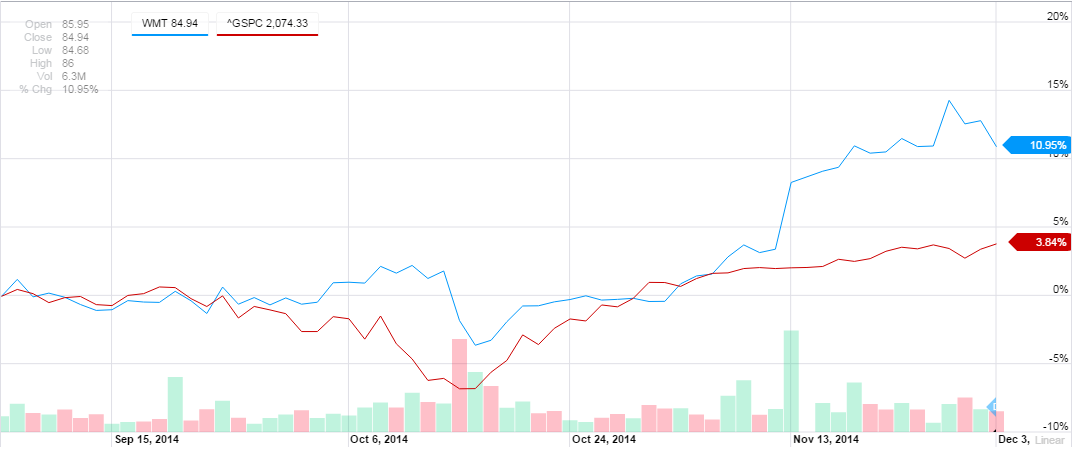 Open 85.95
Close 84.94
Low 84.68
High 86
Vol 6.3M
% Chg 10.95%
WMT 84.94
^GSPC 2,074.33
20%
15%
10.95%
10%
5%
3.84%
0%
-5%
-10%
Sep 15, 2014
Oct 6, 2014
Oct 24, 2014
Nov 13, 2014
Dec 3,
Linear